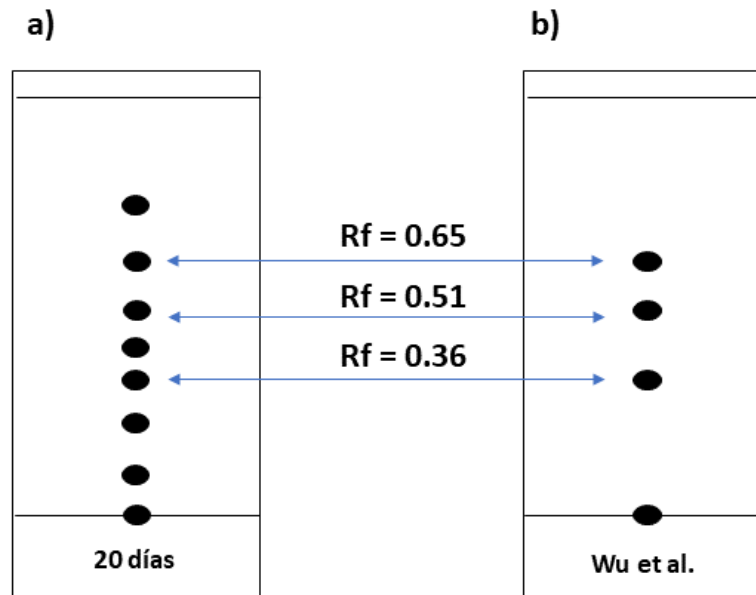 a)
b)
Rf = 0.65
Rf = 0.51
Rf = 0.36
20 días
Wu et al.